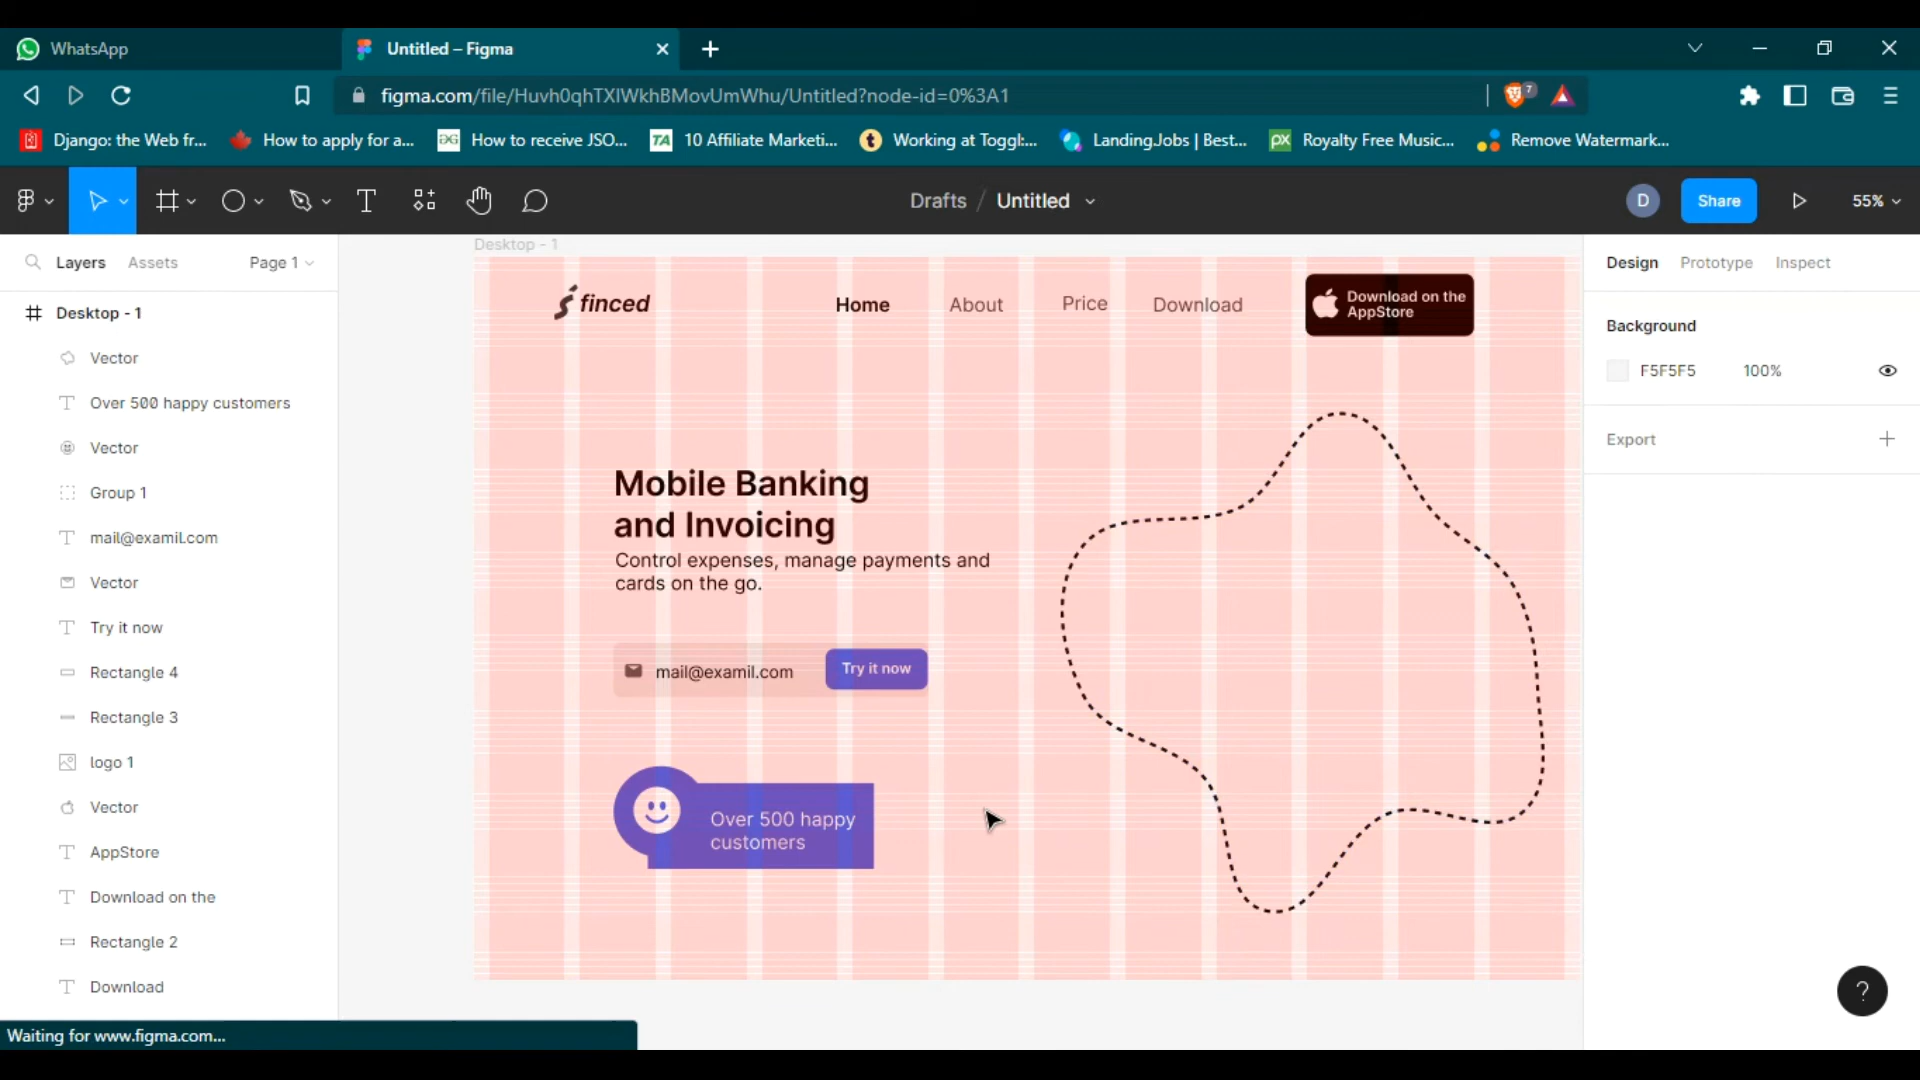 WhatsApp
Untitled – Figma
figma.com/file/Huvh0qhTXlWkhBMovUmWhu/Untitled?node-id=0%3A1
7
Django: the Web fr...
How to apply for a...
How to receive JSO...
TA
10 Affiliate Marketi...
t
Working at Toggl:...
LandingJobs | Best...
PX
Royalty Free Music...
Remove Watermark...
Drafts / Untitled
D
Share
55%
Layers
Assets
Page 1
Desktop - 1
Vector
Over 500 happy customers
Vector
Group 1
mail@examil.com
Vector
Try it now
Rectangle 4
Rectangle 3
logo 1
Vector
AppStore
Download on the
Rectangle 2
Download
Desktop - 1
finced
Home
About
Price
Download
Download on the
AppStore
Mobile Banking
and Invoicing
Control expenses, manage payments and
cards on the go.
mail@examil.com
Try it now
Over 500 happy
customers
Design
Prototype
Inspect
Background
F5F5F5
100%
Export
?
Waiting for www.figma.com...